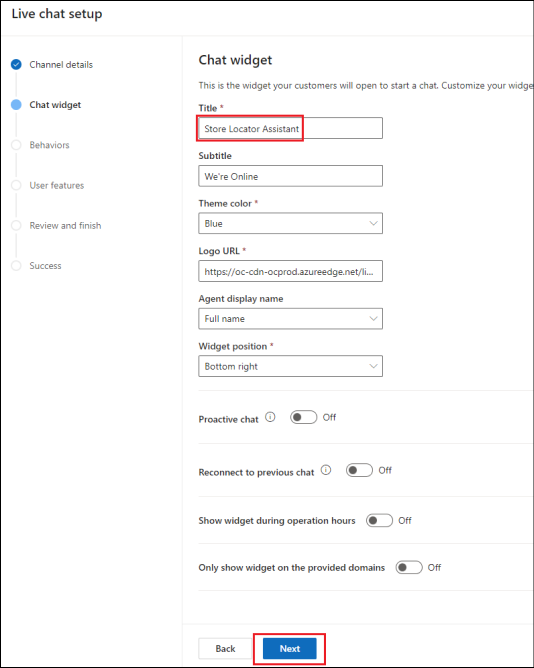 Live chat setup
Channel details
Chat widget
Behaviors
User features
Review and finish
Success
Chat widget
This is the widget your customers will open to start a chat. Customize your widge
Title *
Store Locator Assistant
Subtitle
We're Online
Theme color *
Blue
Logo URL *
https://oc-cdn-ocprod.azureedge.net/li...
Agent display name
Full name
Widget position *
Bottom right
Proactive chat Off
Reconnect to previous chat Off
Show widget during operation hours Off
Only show widget on the provided domains Off
Back Next